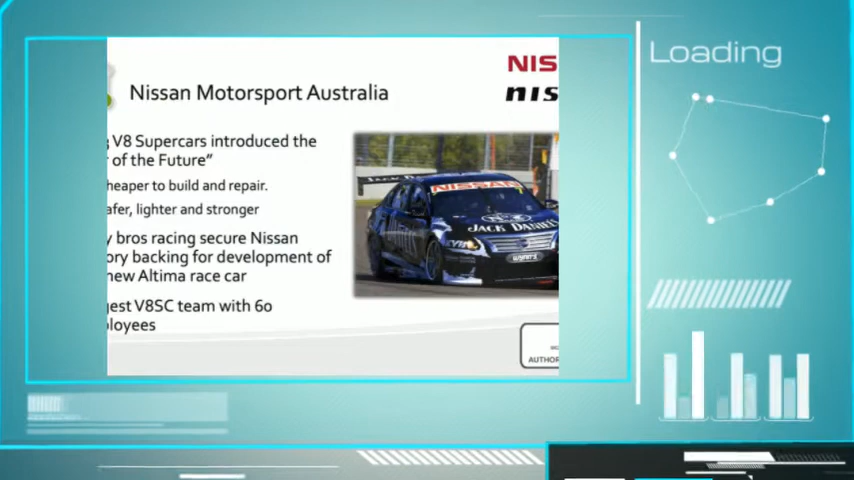 Loading
NIS
Nissan Motorsport Australia
nis
V8 Supercars introduced the
of the Future”
heaper to build and repair.
afer, lighter and stronger
y bros racing secure Nissan
ory backing for development of
new Altima race car
gest V8SC team with 60
loyees
NISSAN
JACK DANIEL
AUTHOR